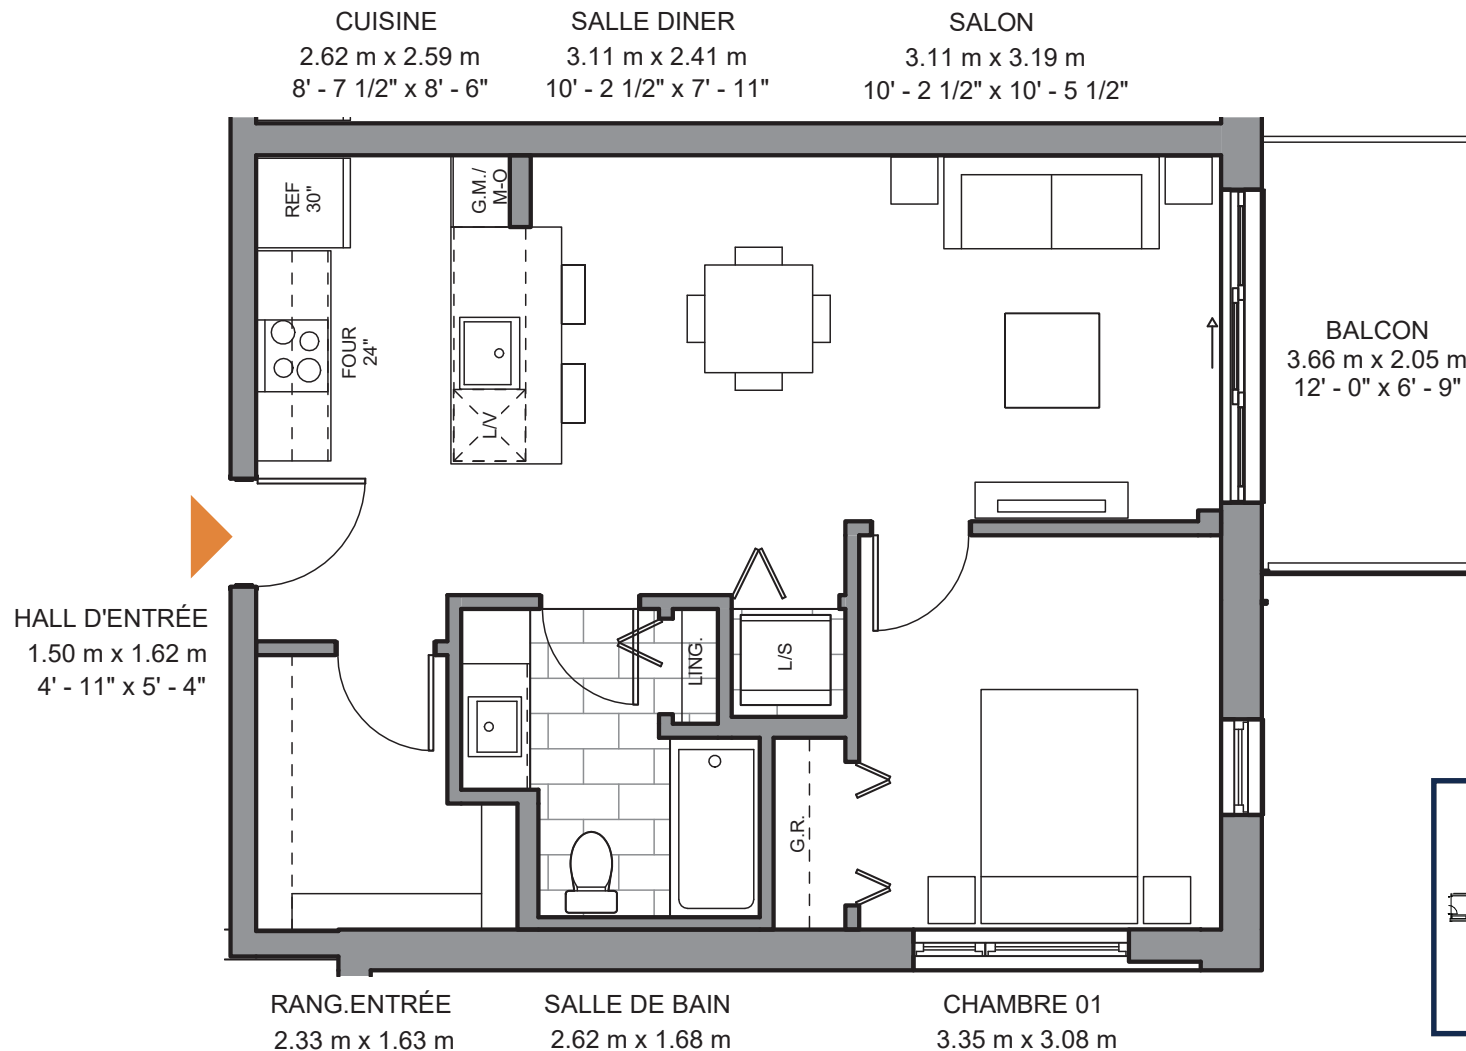 CUISINE
2.62 m x 2.59 m
8' - 7 1/2" x 8' - 6"
SALLE DINER
3.11 m x 2.41 m
10' - 2 1/2" x 7' - 11"
SALON
3.11 m x 3.19 m
10' - 2 1/2" x 10' - 5 1/2"
REF
30"
G.M./
M-O
FOUR
24"
L/V
BALCON
3.66 m x 2.05 m
12' - 0" x 6' - 9"
HALL D'ENTRÉE
1.50 m x 1.62 m
4' - 11" x 5' - 4"
LING.
L/S
G.R.
RANG.ENTRÉE
2.33 m x 1.63 m
SALLE DE BAIN
2.62 m x 1.68 m
CHAMBRE 01
3.35 m x 3.08 m